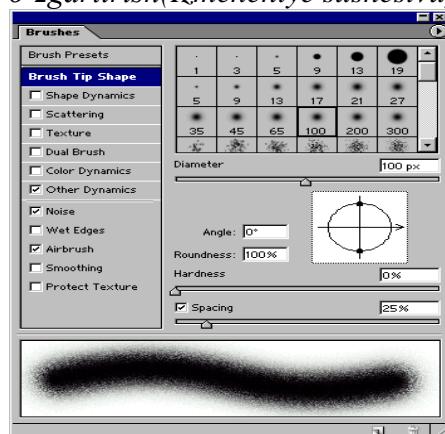 Brushes
Brush Presets
Brush Tip Shape
Shape Dynamics
Scattering
Texture
Dual Brush
Color Dynamics
Other Dynamics
Noise
Wet Edges
Airbrush
Smoothing
Protect Texture
1 3 5 9 13 19
5 9 13 17 21 27
35 45 65 100 200 300
Diameter 100 px
Angle: 0°
Roundness: 100%
Hardness 0%
Spacing 25%